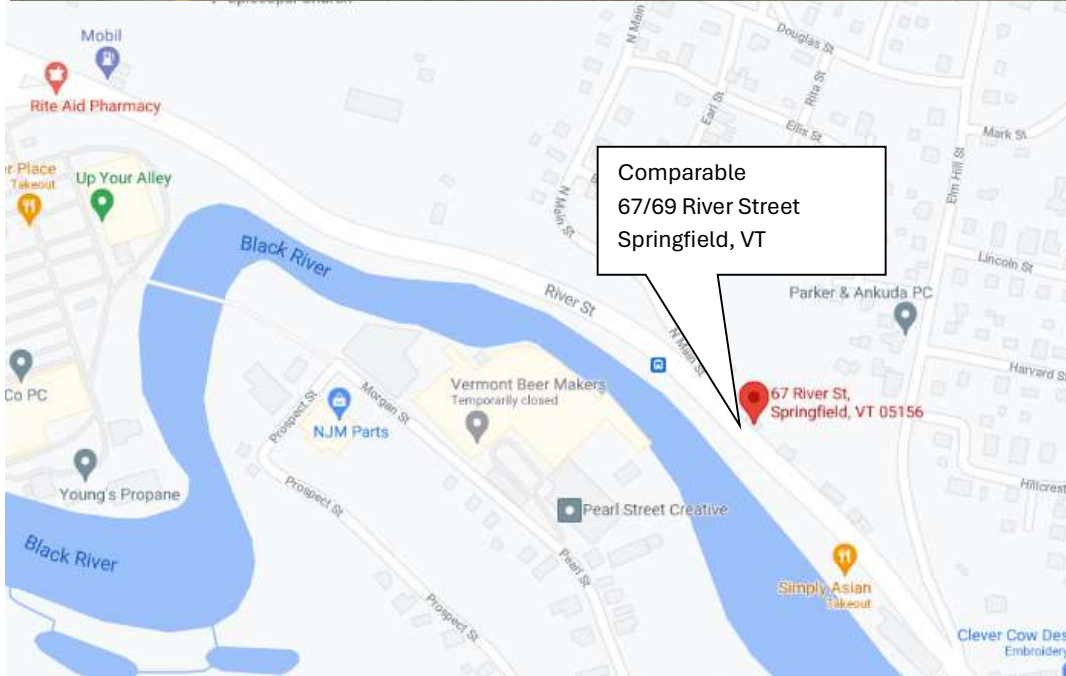 Episcopal Church
Mobil
Rite Aid Pharmacy
er Place
Takeout
Up Your Alley
Black River
River St
N Main
Douglas St
Rita St
Earl St
Ellis St
Mark St
Elm Hill St
N Main St
Comparable
67/69 River Street
Springfield, VT
Lincoln St
Parker & Ankuda PC
N Main St
Harvard St
67 River St,
Springfield, VT 05156
Co PC
Vermont Beer Makers
Temporarily closed
Morgan St
Prospect St
NJM Parts
Young's Propane
Prospect St
Hillcrest
Pearl Street Creative
Black River
Pearl St
Simply Asian
Takeout
Prospect St
Clever Cow Des
Embroidery